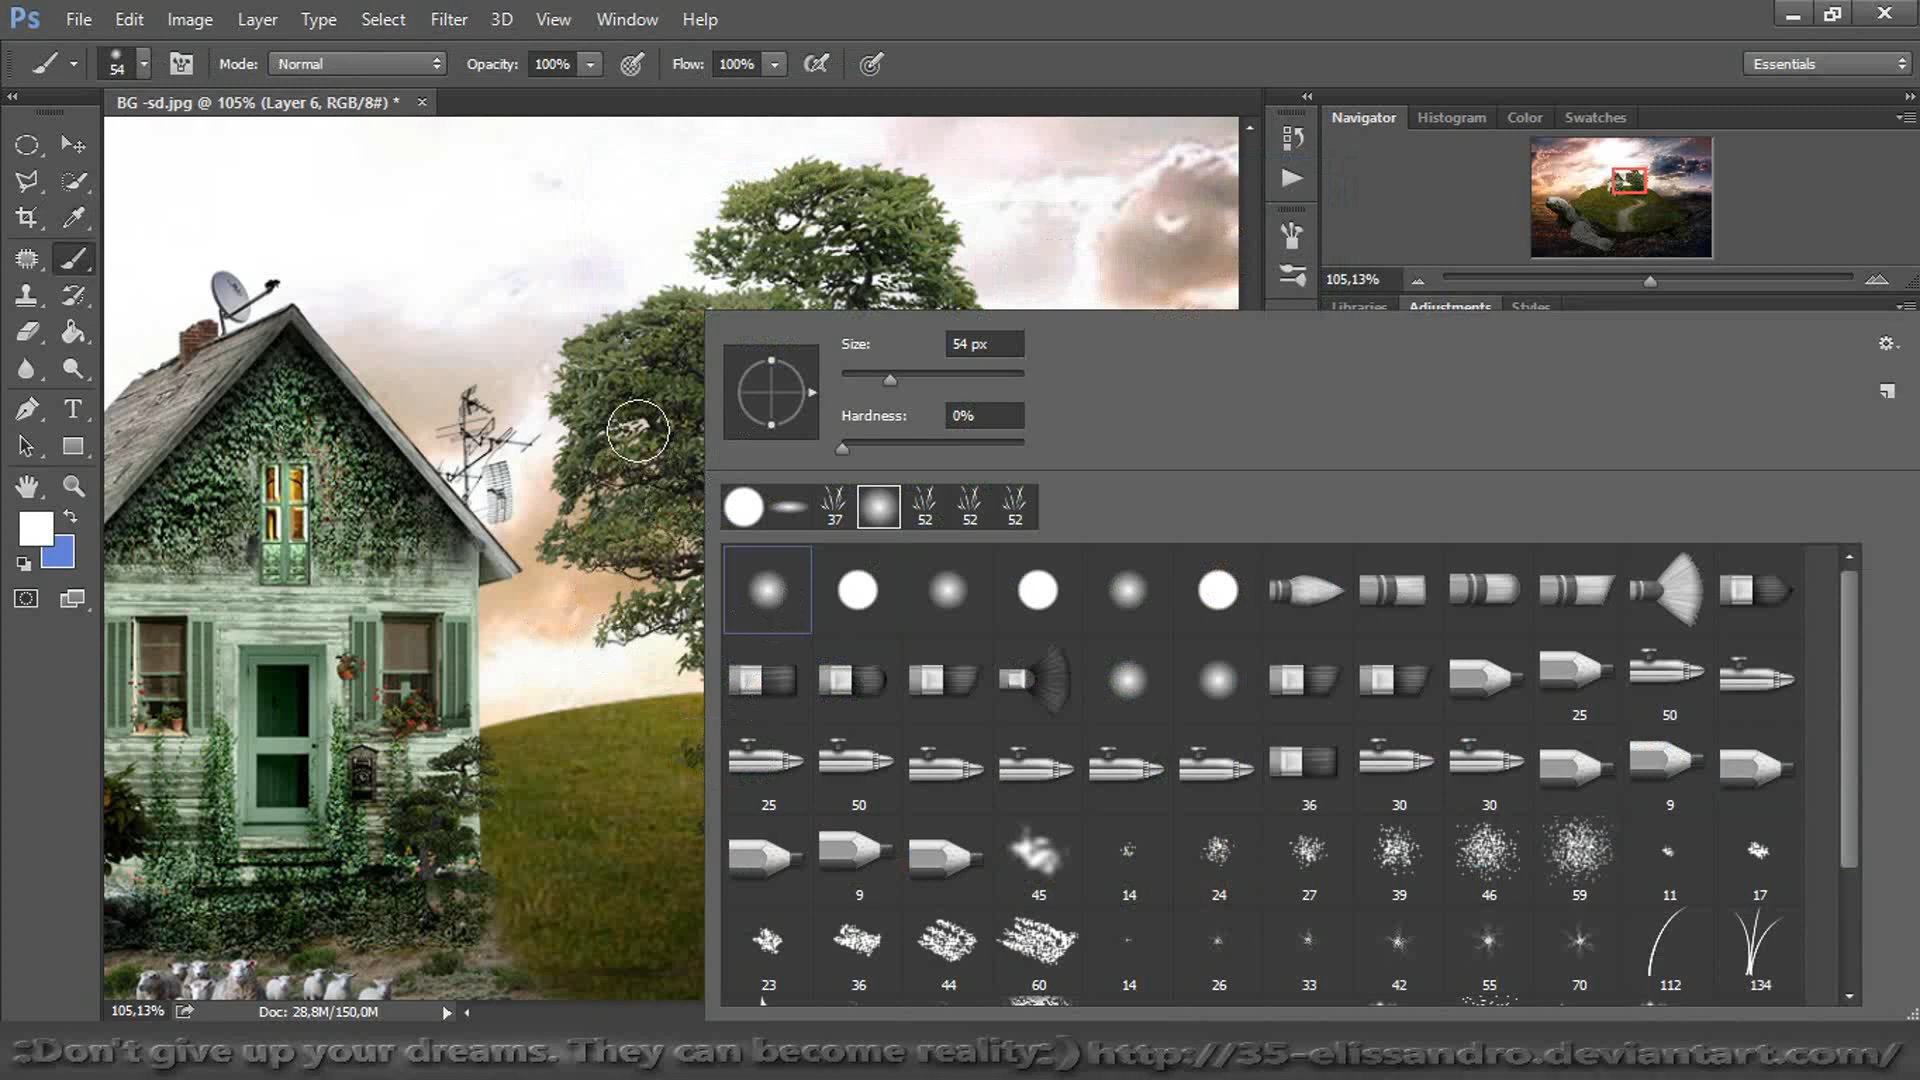 Ps File Edit Image Layer Type Select Filter 3D View Window Help
54 Mode: Normal Opacity: 100% Flow: 100% Essentials
BG -sd.jpg @ 105% (Layer 6, RGB/8#) * ×
Navigator Histogram Color Swatches
T
105,13%
Libraries Adjustments Styles
Size: 54 px
Hardness: 0%
37 52 52 52
25 50
25 50 36 30 30 9
9 45 14 24 27 39 46 59 11 17
23 36 44 60 14 26 33 42 55 70 112 134
105,13% Doc: 28,8M/150,0M
:Don't give up your dreams. They can become reality:) http://35-elissandro.deviantart.com/